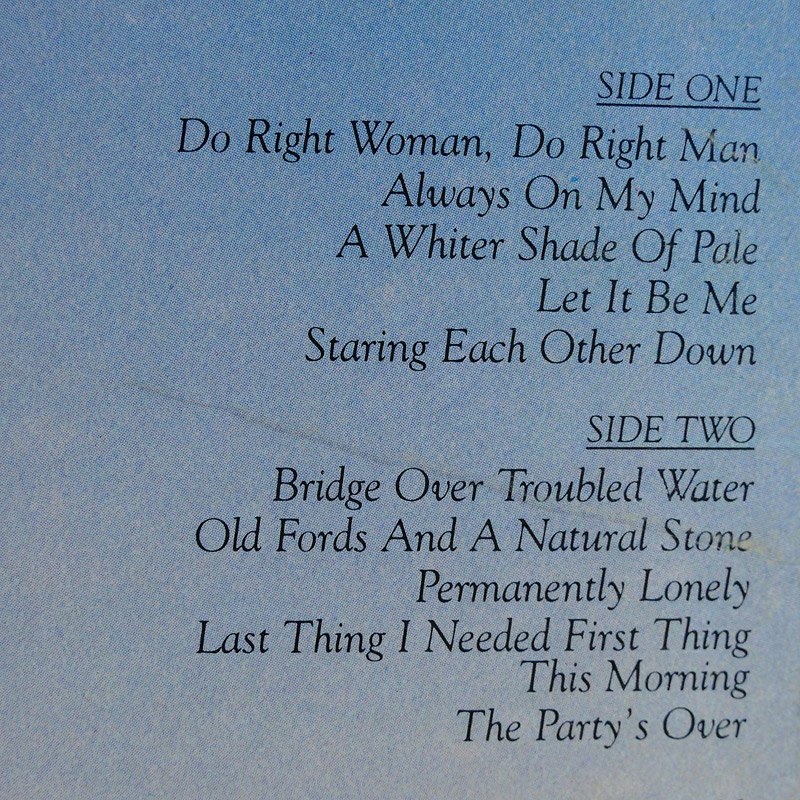 SIDE ONE
Do Right Woman, Do Right Man
Always On My Mind
A Whiter Shade Of Pale
Let It Be Me
Staring Each Other Down
SIDE TWO
Bridge Over Troubled Water
Old Fords And A Natural Stone
Permanently Lonely
Last Thing I Needed First Thing
This Morning
The Party's Over